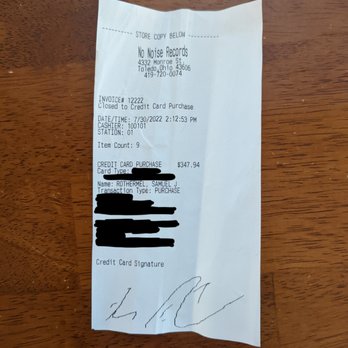 STORE COPY BELOW
No Noise Records
4332 Monroe St
Toledo, Ohio 43606
419-720-0074
INVOICE# 12222
Closed to Credit Card Purchase
DATE/TIME: 7/30/2022 2:12:53 PM
CASHIER: 100101
STATION: 01
Item Count: 9
CREDIT CARD PURCHASE $347.94
Card Type:
Name: ROTHERMEL, SAMUEL J
Transaction Type: PURCHASE
Credit Card Signature